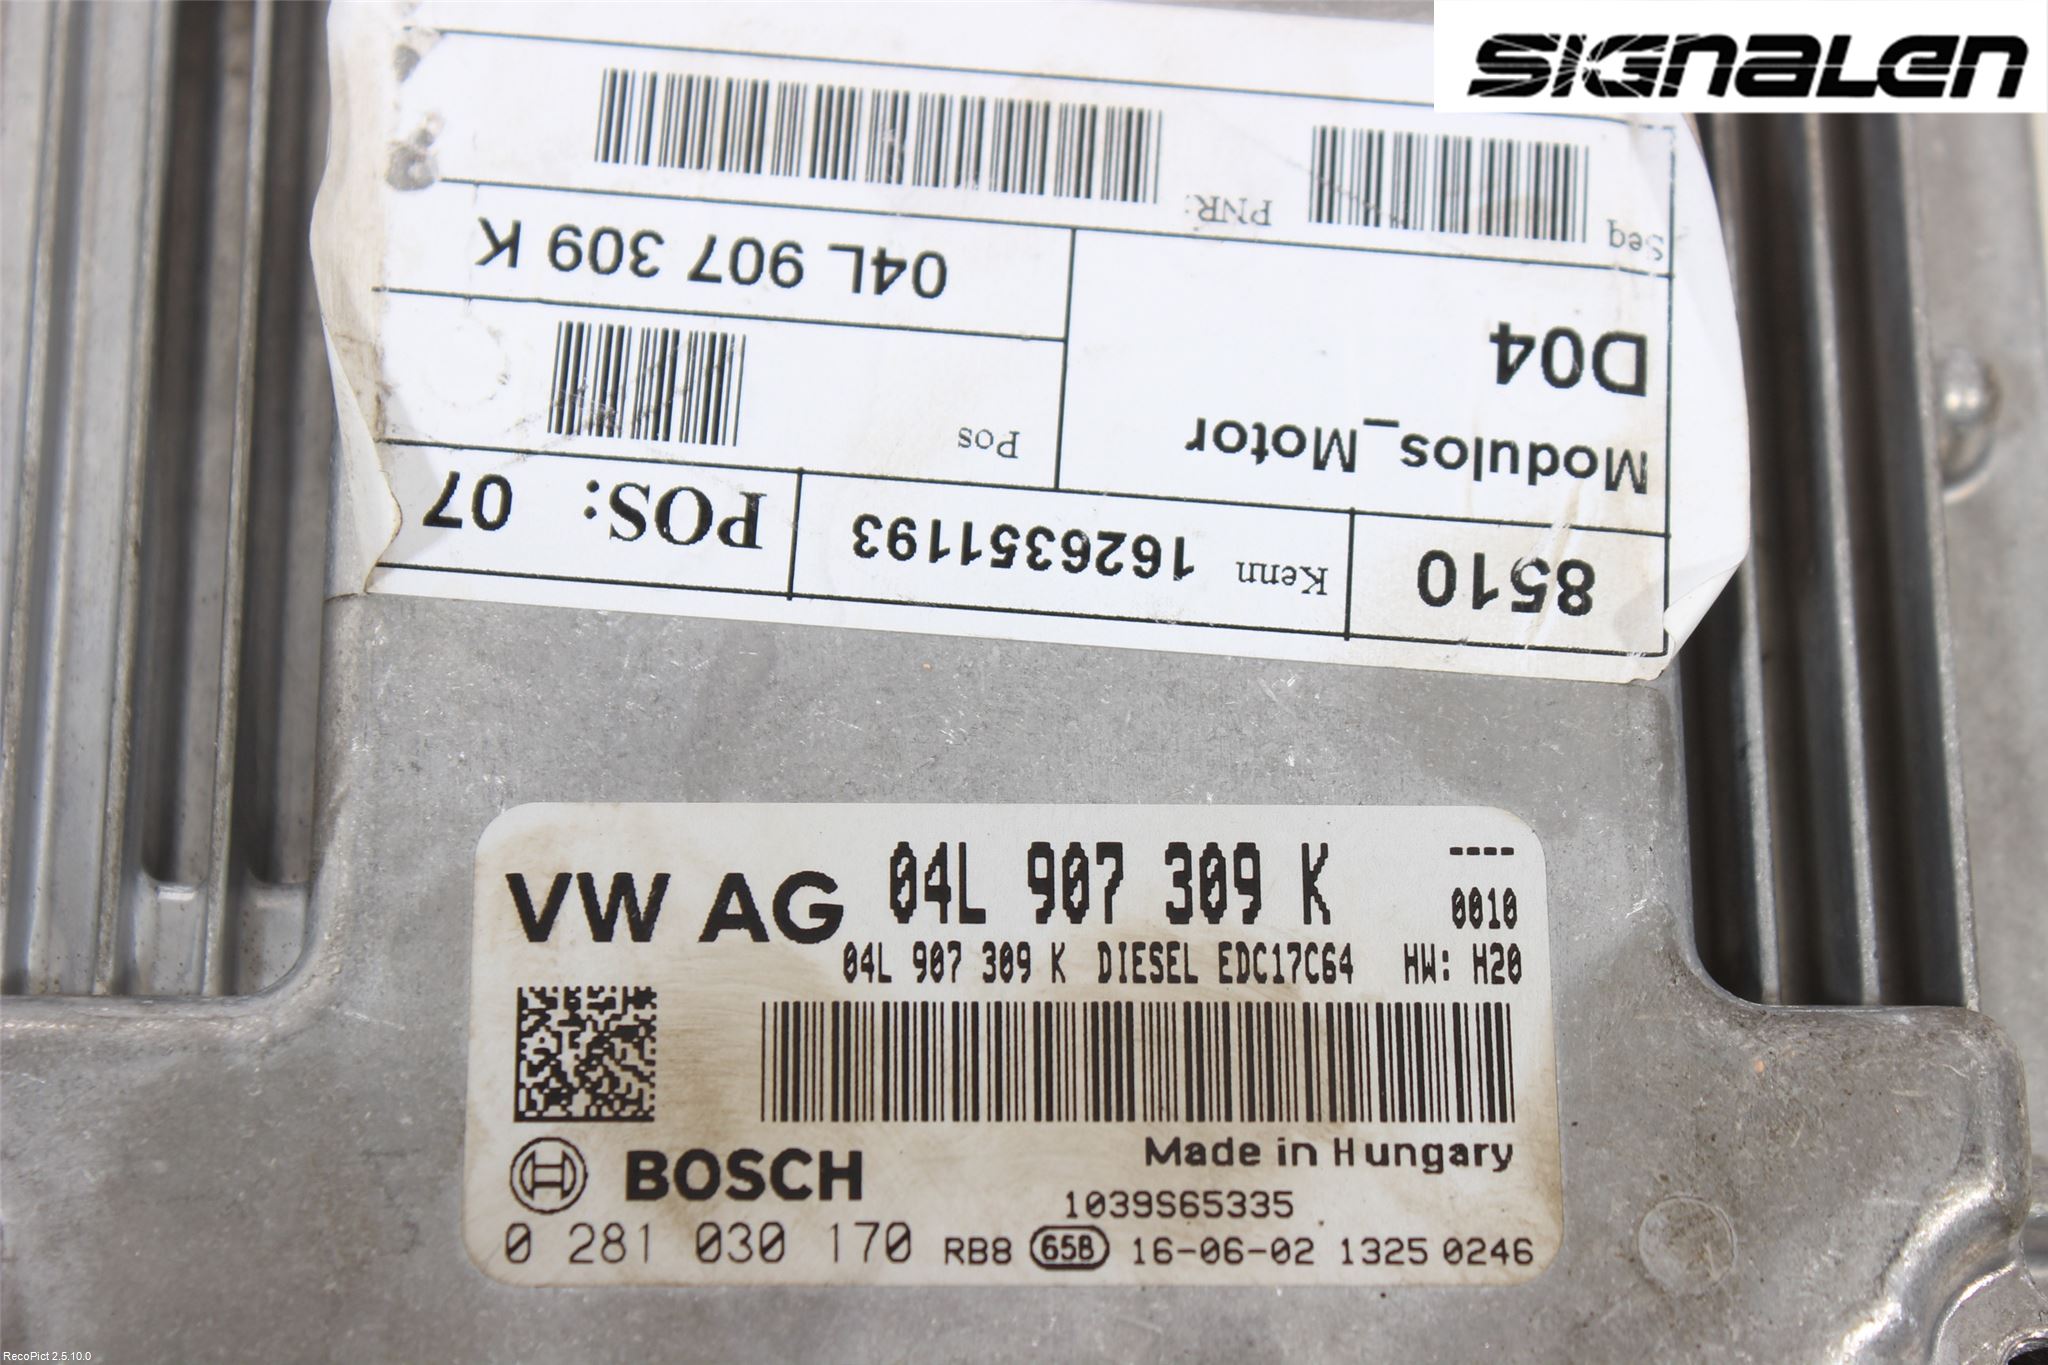 SIGNALEN
8510
Kenn 1626351193
POS: 07
Modulos_Motor
D04
Pos
04L 907 309 K
Seq
PNR:
VW AG 04L 907 309 K ----
0010
04L 907 309 K DIESEL EDC17C64 HW: H20
BOSCH
Made in Hungary
1039S65335
0 281 030 170 RB8 65B 16-06-02 1325 0246
RecoPict 2.5.10.0